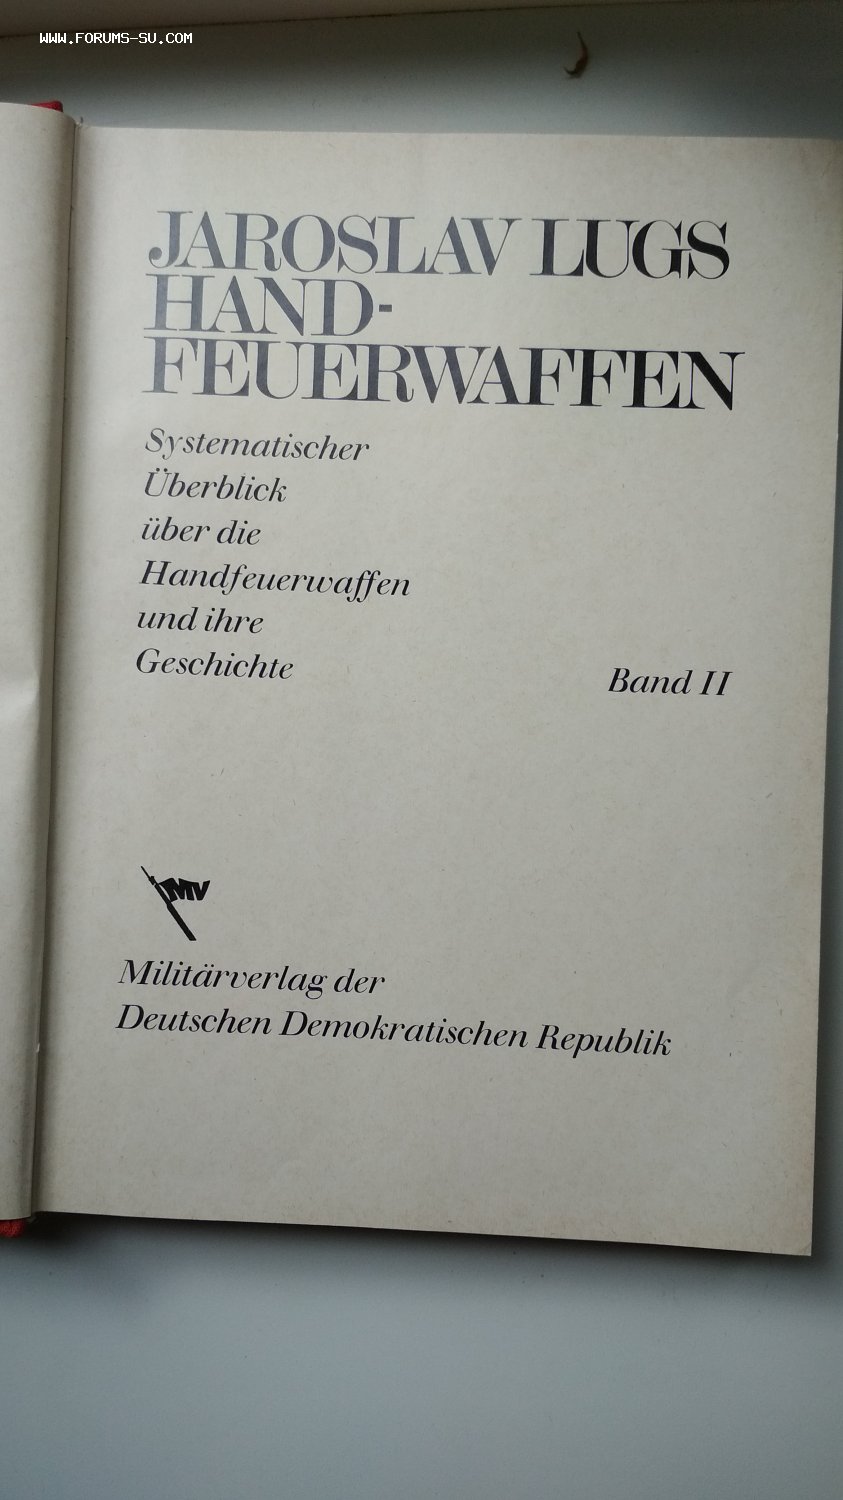 WWW.FORUMS-SU.COM
JAROSLAV LUGS
HAND-
FEUERWAFFEN
Systematischer
Überblick
über die
Handfeuerwaffen
und ihre
Geschichte
Band II
MV
Militärverlag der
Deutschen Demokratischen Republik